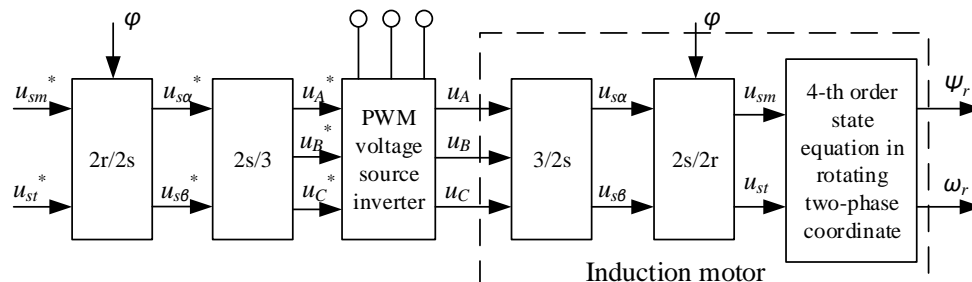 φ
φ
u_sm* u_sα* u_A* u_A u_sα u_sm Ψ_r
2r/2s
2s/3
u_B*
PWM
voltage
source
inverter
u_B
3/2s
2s/2r
4-th order
state
equation in
rotating
two-phase
coordinate
u_st* u_sβ* u_C* u_C u_sβ u_st ω_r
Induction motor